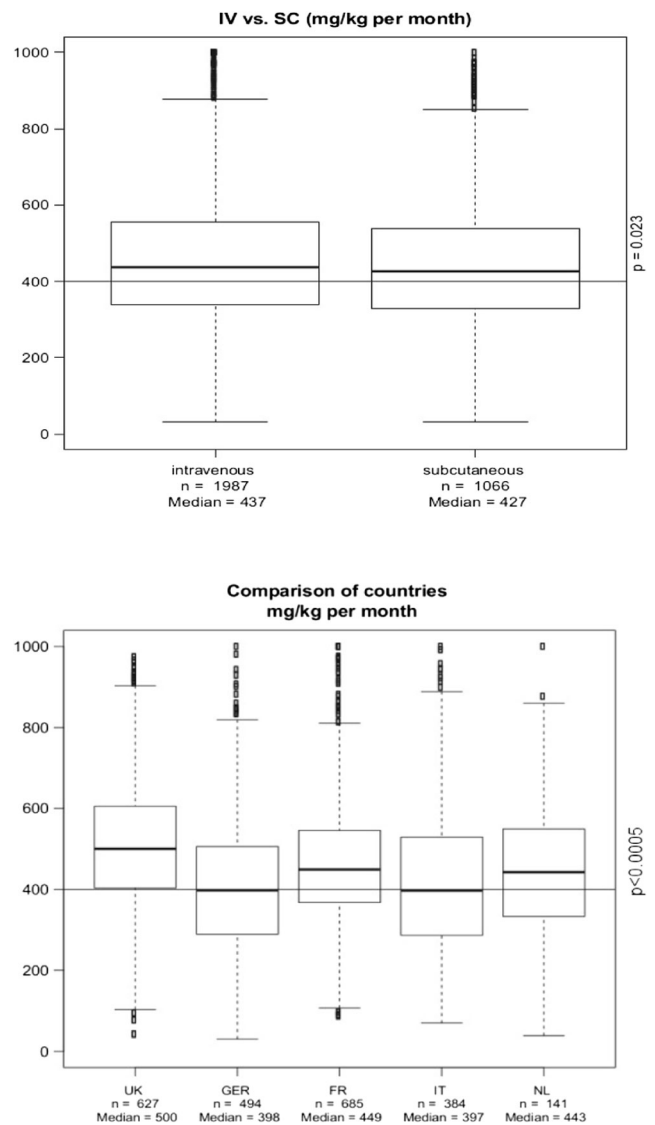 IV vs. SC (mg/kg per month)
1000
800
600
400
200
0
p = 0.023
intravenous
n = 1987
Median = 437
subcutaneous
n = 1066
Median = 427
Comparison of countries
mg/kg per month
1000
800
600
400
200
0
p<0.0005
UK
n = 627
Median = 500
GER
n = 494
Median = 398
FR
n = 685
Median = 449
IT
n = 384
Median = 397
NL
n = 141
Median = 443